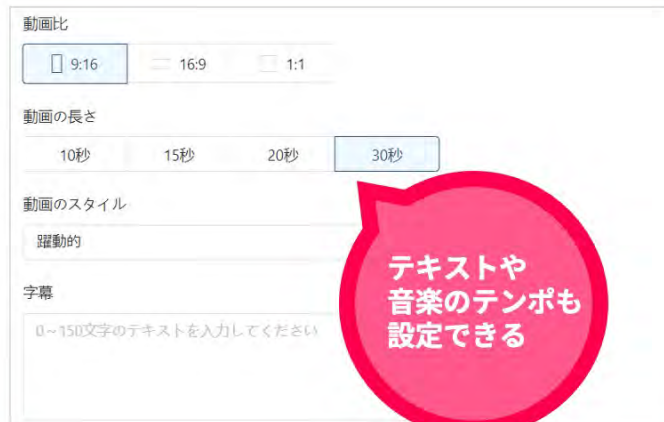 動画比
9:16 16:9 1:1
動画の長さ
10秒 15秒 20秒 30秒
動画のスタイル
躍動的
字幕
0~150文字のテキストを入力してください
テキストや
音楽のテンポも
設定できる